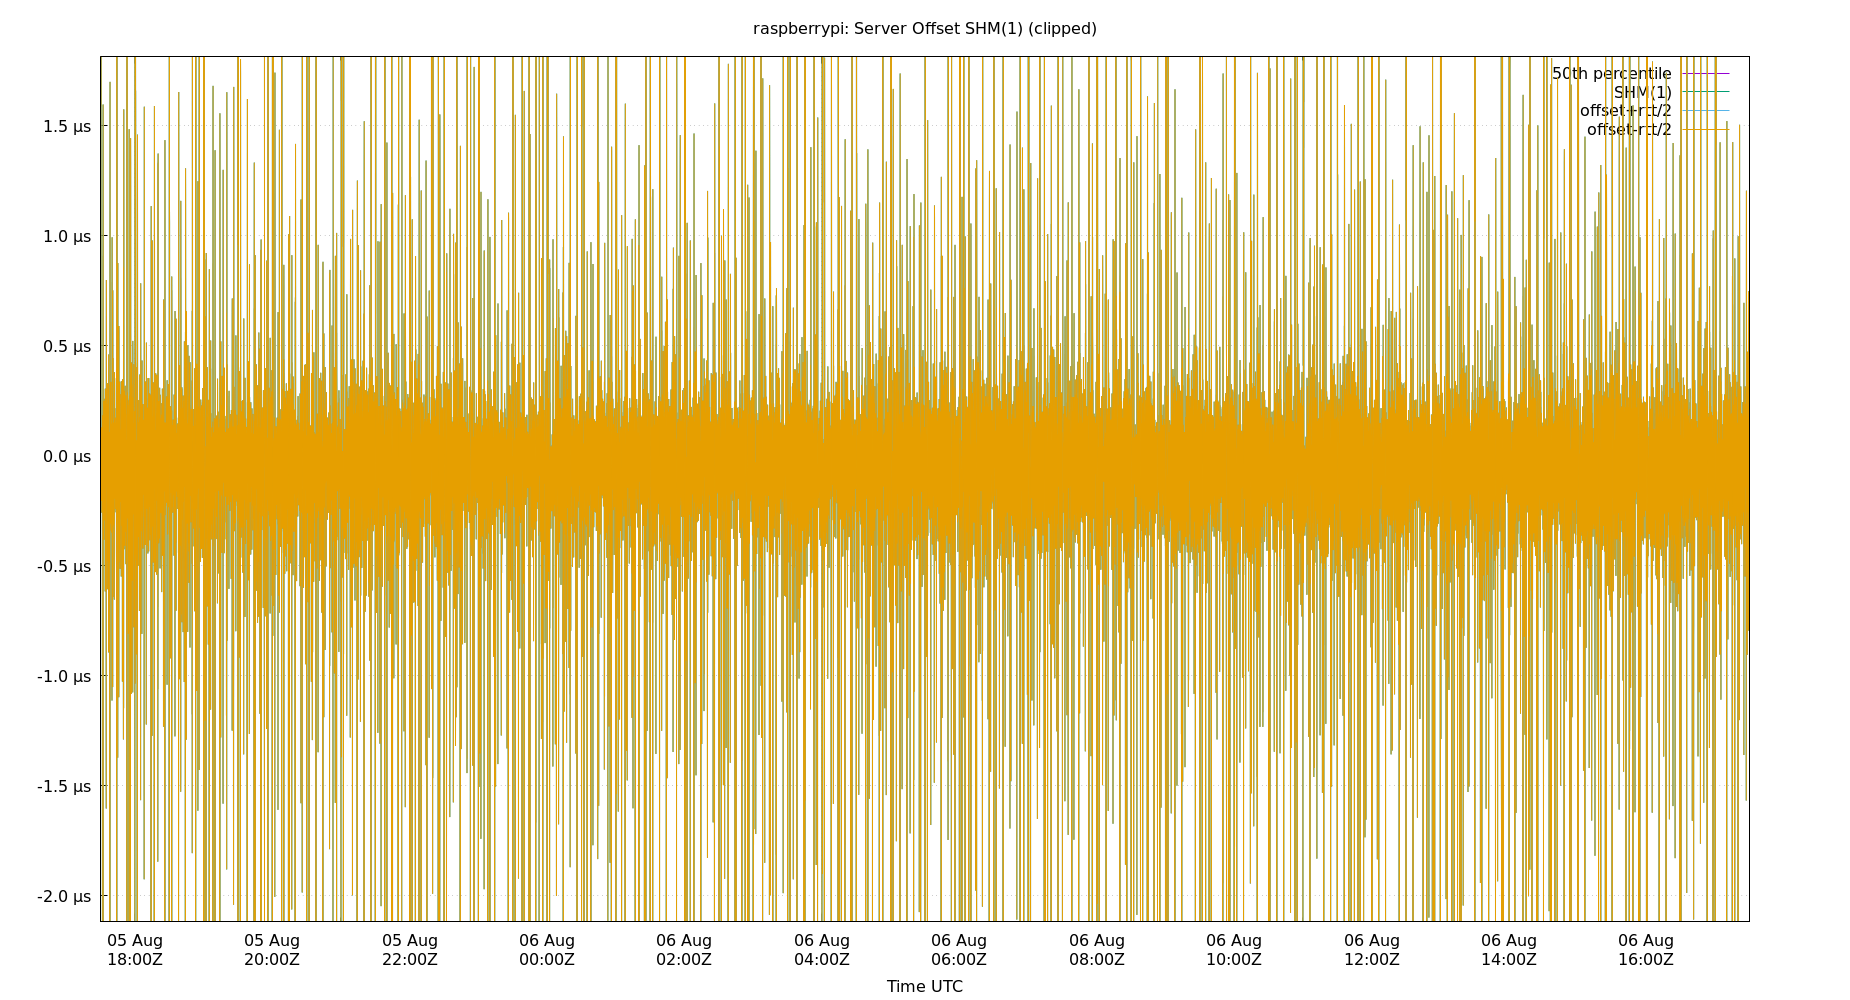 raspberrypi: Server Offset SHM(1) (clipped)
50th percentile
SHM(1)
offset+rtt/2
offset-rtt/2
1.5 µs
1.0 µs
0.5 µs
0.0 µs
-0.5 µs
-1.0 µs
-1.5 µs
-2.0 µs
05 Aug 05 Aug 05 Aug 06 Aug 06 Aug 06 Aug 06 Aug 06 Aug 06 Aug 06 Aug 06 Aug 06 Aug
18:00Z 20:00Z 22:00Z 00:00Z 02:00Z 04:00Z 06:00Z 08:00Z 10:00Z 12:00Z 14:00Z 16:00Z
Time UTC